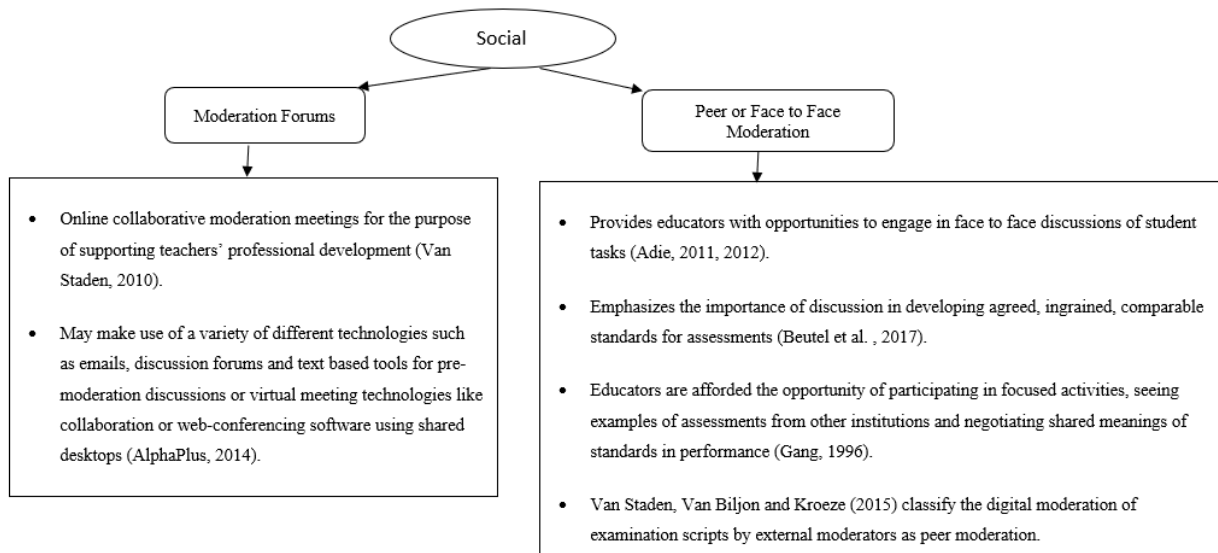 Social
Moderation Forums
Peer or Face to Face
Moderation
• Online collaborative moderation meetings for the purpose
of supporting teachers’ professional development (Van
Staden, 2010).
• May make use of a variety of different technologies such
as emails, discussion forums and text based tools for pre-
moderation discussions or virtual meeting technologies like
collaboration or web-conferencing software using shared
desktops (AlphaPlus, 2014).
• Provides educators with opportunities to engage in face to face discussions of student
tasks (Adie, 2011, 2012).
• Emphasizes the importance of discussion in developing agreed, ingrained, comparable
standards for assessments (Beutel et al. , 2017).
• Educators are afforded the opportunity of participating in focused activities, seeing
examples of assessments from other institutions and negotiating shared meanings of
standards in performance (Gang, 1996).
• Van Staden, Van Biljon and Kroeze (2015) classify the digital moderation of
examination scripts by external moderators as peer moderation.